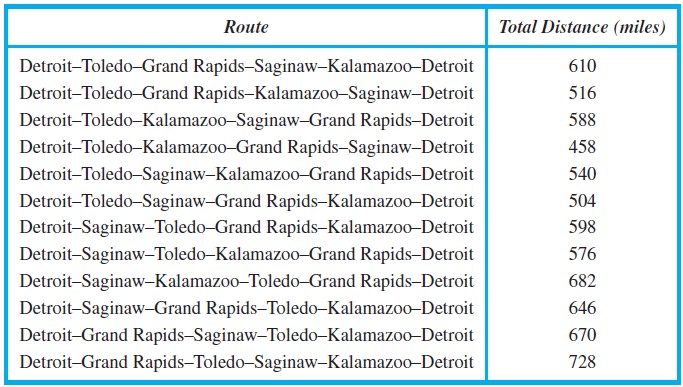 Route Total Distance (miles)
Detroit–Toledo–Grand Rapids–Saginaw–Kalamazoo–Detroit 610
Detroit–Toledo–Grand Rapids–Kalamazoo–Saginaw–Detroit 516
Detroit–Toledo–Kalamazoo–Saginaw–Grand Rapids–Detroit 588
Detroit–Toledo–Kalamazoo–Grand Rapids–Saginaw–Detroit 458
Detroit–Toledo–Saginaw–Kalamazoo–Grand Rapids–Detroit 540
Detroit–Toledo–Saginaw–Grand Rapids–Kalamazoo–Detroit 504
Detroit–Saginaw–Toledo–Grand Rapids–Kalamazoo–Detroit 598
Detroit–Saginaw–Toledo–Kalamazoo–Grand Rapids–Detroit 576
Detroit–Saginaw–Kalamazoo–Toledo–Grand Rapids–Detroit 682
Detroit–Saginaw–Grand Rapids–Toledo–Kalamazoo–Detroit 646
Detroit–Grand Rapids–Saginaw–Toledo–Kalamazoo–Detroit 670
Detroit–Grand Rapids–Toledo–Saginaw–Kalamazoo–Detroit 728